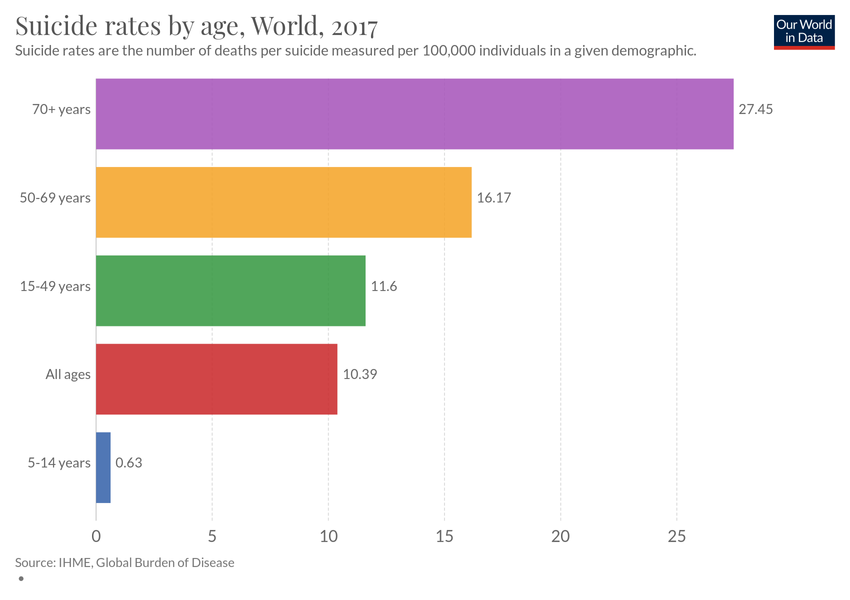 Suicide rates by age, World, 2017
Our World
in Data
Suicide rates are the number of deaths per suicide measured per 100,000 individuals in a given demographic.
70+ years 27.45
50-69 years 16.17
15-49 years 11.6
All ages 10.39
5-14 years 0.63
0 5 10 15 20 25
Source: IHME, Global Burden of Disease
•